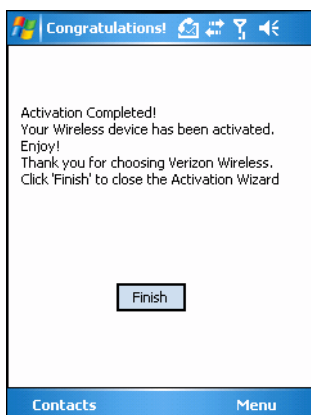 Congratulations!
Activation Completed!
Your Wireless device has been activated.
Enjoy!
Thank you for choosing Verizon Wireless.
Click 'Finish' to close the Activation Wizard
Finish
Contacts Menu